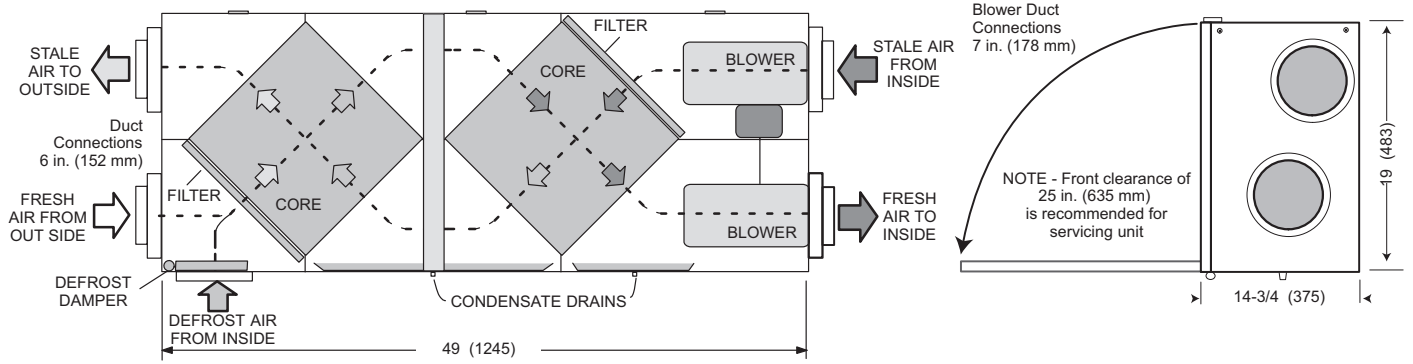 STALE
AIR TO
OUTSIDE
Duct
Connections
6 in. (152 mm)
FILTER
FRESH
AIR FROM
OUT SIDE
DEFROST
DAMPER
DEFROST AIR
FROM INSIDE
CORE
CORE
FILTER
BLOWER
BLOWER
STALE AIR
FROM
INSIDE
FRESH
AIR TO
INSIDE
CONDENSATE DRAINS
49 (1245)
Blower Duct
Connections
7 in. (178 mm)
NOTE - Front clearance of
25 in. (635 mm)
is recommended for
servicing unit
19 (483)
14-3/4 (375)